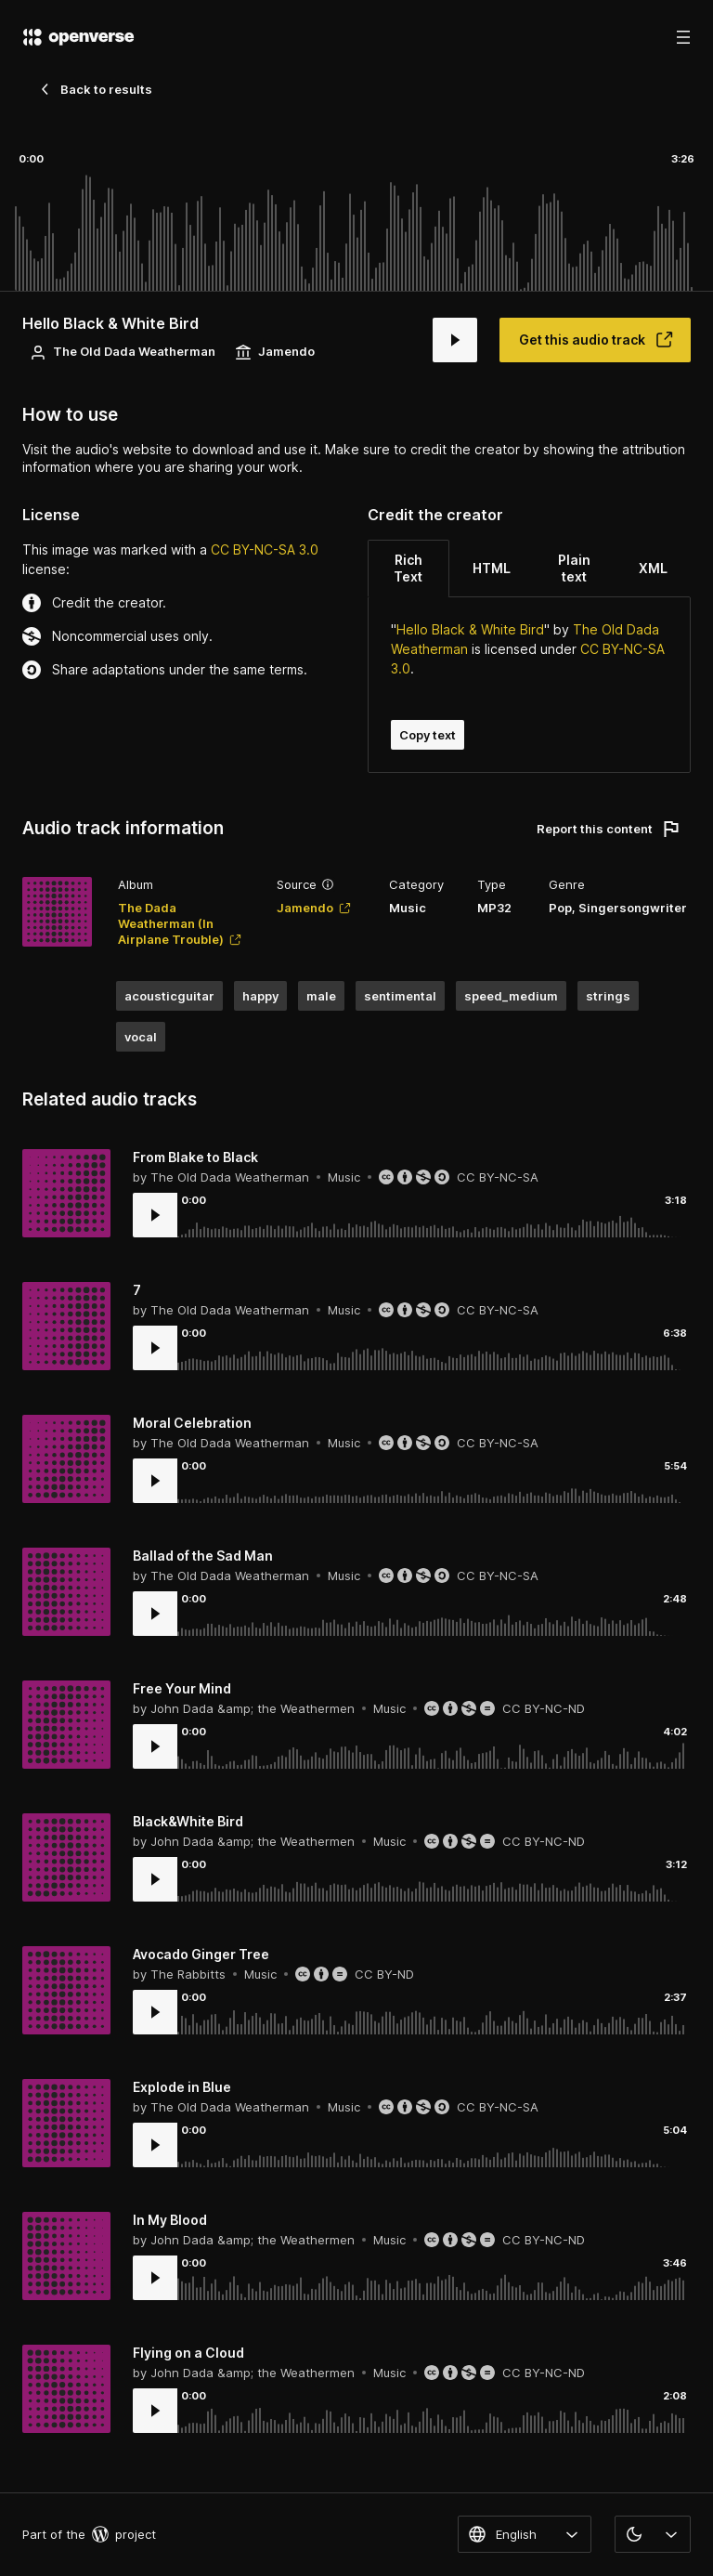 openverse
Back to results
0:00
3:26
Hello Black & White Bird
The Old Dada Weatherman
Jamendo
Get this audio track
How to use
Visit the audio's website to download and use it. Make sure to credit the creator by showing the attribution
information where you are sharing your work.
License
This image was marked with a CC BY-NC-SA 3.0
license:
Credit the creator.
Noncommercial uses only.
Share adaptations under the same terms.
Credit the creator
Rich
Text
HTML
Plain
text
XML
"Hello Black & White Bird" by The Old Dada
Weatherman is licensed under CC BY-NC-SA
3.0.
Copy text
Audio track information
Report this content
Album
The Dada
Weatherman (In
Airplane Trouble)
Source
Jamendo
Category
Music
Type
MP32
Genre
Pop, Singersongwriter
acousticguitar
happy
male
sentimental
speed_medium
strings
vocal
Related audio tracks
From Blake to Black
by The Old Dada Weatherman • Music • CC BY-NC-SA
0:00
3:18
7
by The Old Dada Weatherman • Music • CC BY-NC-SA
0:00
6:38
Moral Celebration
by The Old Dada Weatherman • Music • CC BY-NC-SA
0:00
5:54
Ballad of the Sad Man
by The Old Dada Weatherman • Music • CC BY-NC-SA
0:00
2:48
Free Your Mind
by John Dada &amp; the Weathermen • Music • CC BY-NC-ND
0:00
4:02
Black&White Bird
by John Dada &amp; the Weathermen • Music • CC BY-NC-ND
0:00
3:12
Avocado Ginger Tree
by The Rabbitts • Music • CC BY-ND
0:00
2:37
Explode in Blue
by The Old Dada Weatherman • Music • CC BY-NC-SA
0:00
5:04
In My Blood
by John Dada &amp; the Weathermen • Music • CC BY-NC-ND
0:00
3:46
Flying on a Cloud
by John Dada &amp; the Weathermen • Music • CC BY-NC-ND
0:00
2:08
Part of the project
English